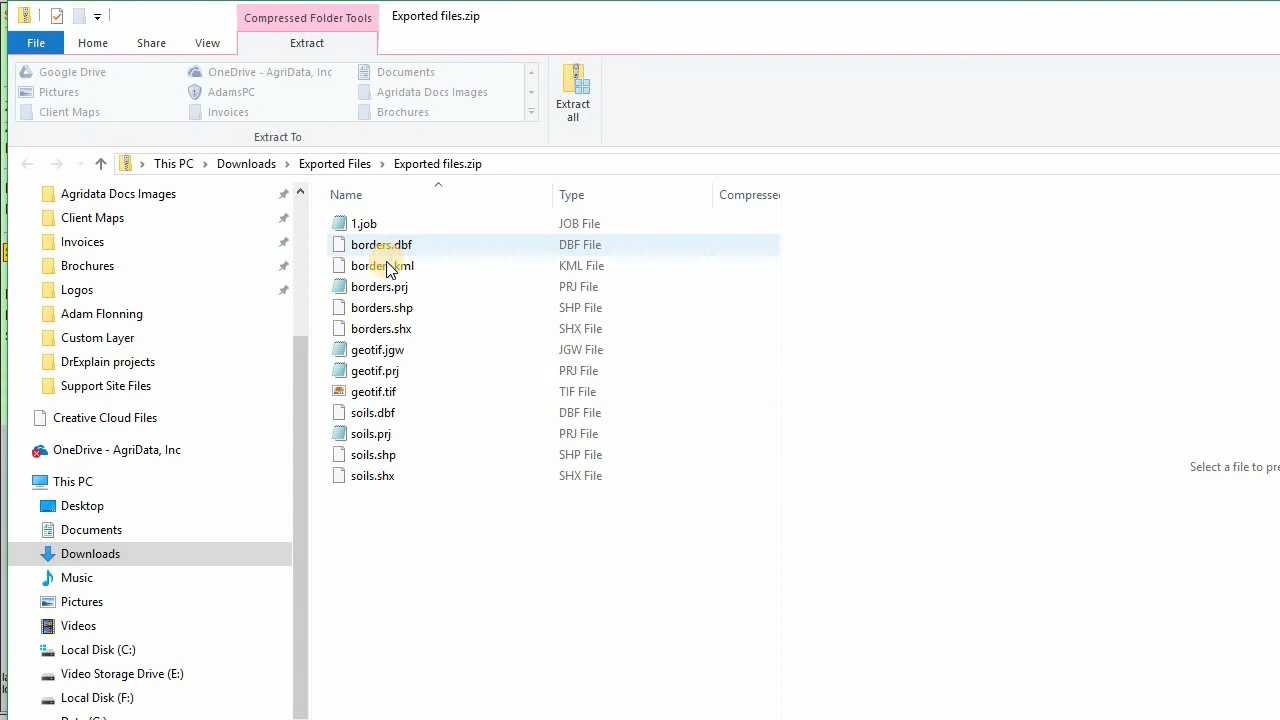 Compressed Folder Tools
Exported files.zip
File
Home
Share
View
Extract
Google Drive
OneDrive - AgriData, Inc
Documents
Pictures
AdamsPC
Agridata Docs Images
Client Maps
Invoices
Brochures
Extract all
Extract To
This PC
Downloads
Exported Files
Exported files.zip
Agridata Docs Images
Client Maps
Invoices
Brochures
Logos
Adam Flonning
Custom Layer
DrExplain projects
Support Site Files
Creative Cloud Files
OneDrive - AgriData, Inc
This PC
Desktop
Documents
Downloads
Music
Pictures
Videos
Local Disk (C:)
Video Storage Drive (E:)
Local Disk (F:)
Name
Type
Compressed
1.job
JOB File
borders.dbf
DBF File
KML File
borders.prj
PRJ File
borders.shp
SHP File
borders.shx
SHX File
geotif.jgw
JGW File
geotif.prj
PRJ File
geotif.tif
TIF File
soils.dbf
DBF File
soils.prj
PRJ File
soils.shp
SHP File
soils.shx
SHX File
Select a file to pre